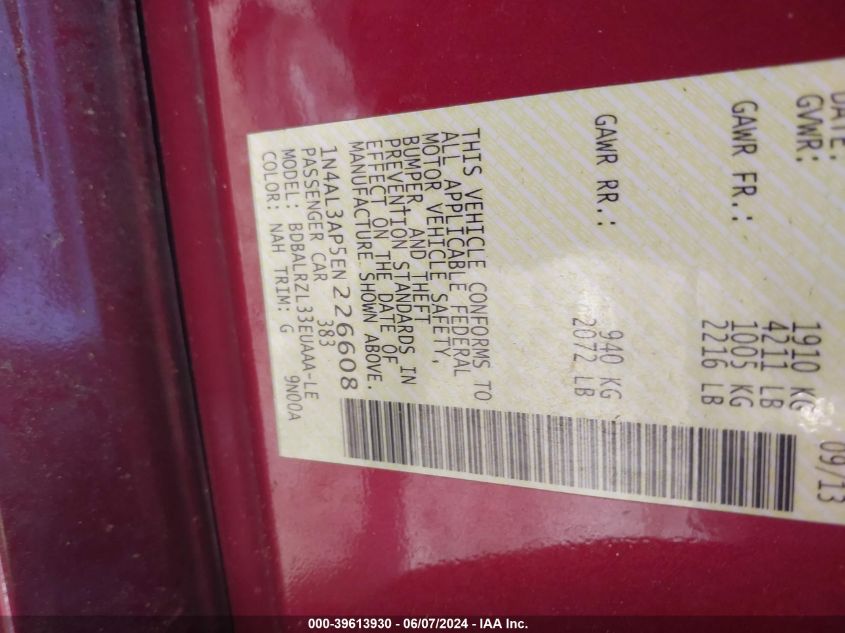 DATE: 09/13
GVWR: 1910 KG
4211 LB
GAWR FR.: 1005 KG
2216 LB
GAWR RR.: 940 KG
2072 LB
THIS VEHICLE CONFORMS TO
ALL APPLICABLE FEDERAL
MOTOR VEHICLE SAFETY,
BUMPER, AND THEFT
PREVENTION STANDARDS IN
EFFECT ON THE DATE OF
MANUFACTURE SHOWN ABOVE.
1N4AL3AP5EN226608
PASSENGER CAR 383
MODEL: BDBALRZL33EUAAA-LE
COLOR: NAH TRIM: G 9N00A
000-39613930 - 06/07/2024 - IAA Inc.